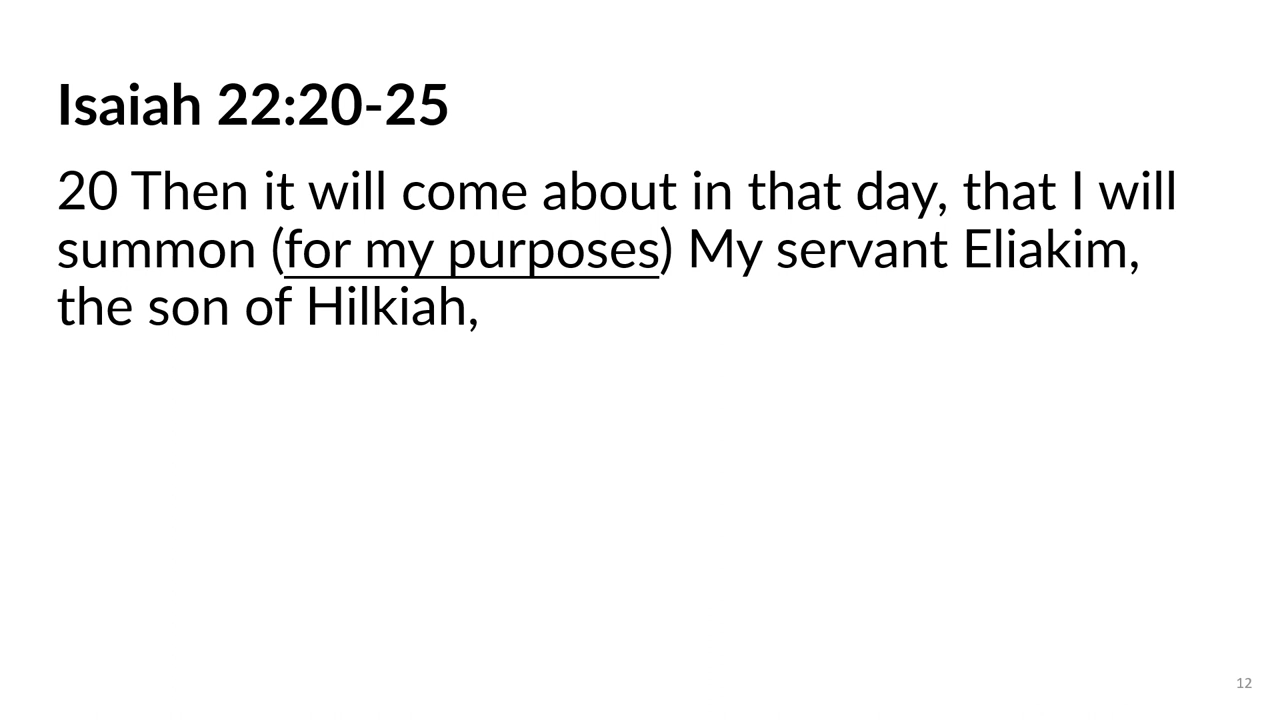 Isaiah 22:20-25
20 Then it will come about in that day, that I will
summon (for my purposes) My servant Eliakim,
the son of Hilkiah,
12